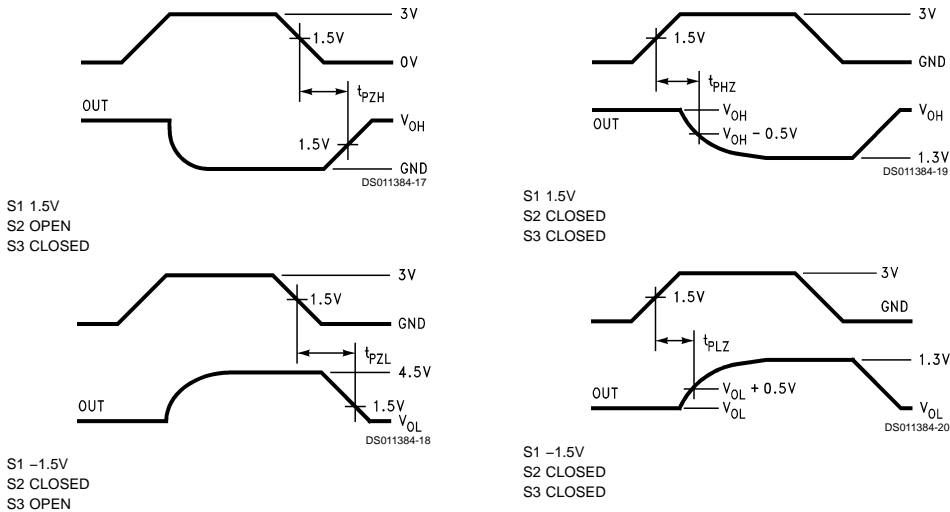 3V
1.5V
0V
tPZH
OUT
VOH
1.5V
GND
DS011384-17
S1 1.5V
S2 OPEN
S3 CLOSED
3V
1.5V
GND
tPHZ
VOH
VOH
OUT
VOH – 0.5V
1.3V
DS011384-19
S1 1.5V
S2 CLOSED
S3 CLOSED
3V
1.5V
GND
tPZL
4.5V
OUT
1.5V
VOL
DS011384-18
S1 –1.5V
S2 CLOSED
S3 OPEN
3V
1.5V
GND
tPLZ
1.3V
VOL + 0.5V
OUT
VOL
VOL
DS011384-20
S1 –1.5V
S2 CLOSED
S3 CLOSED